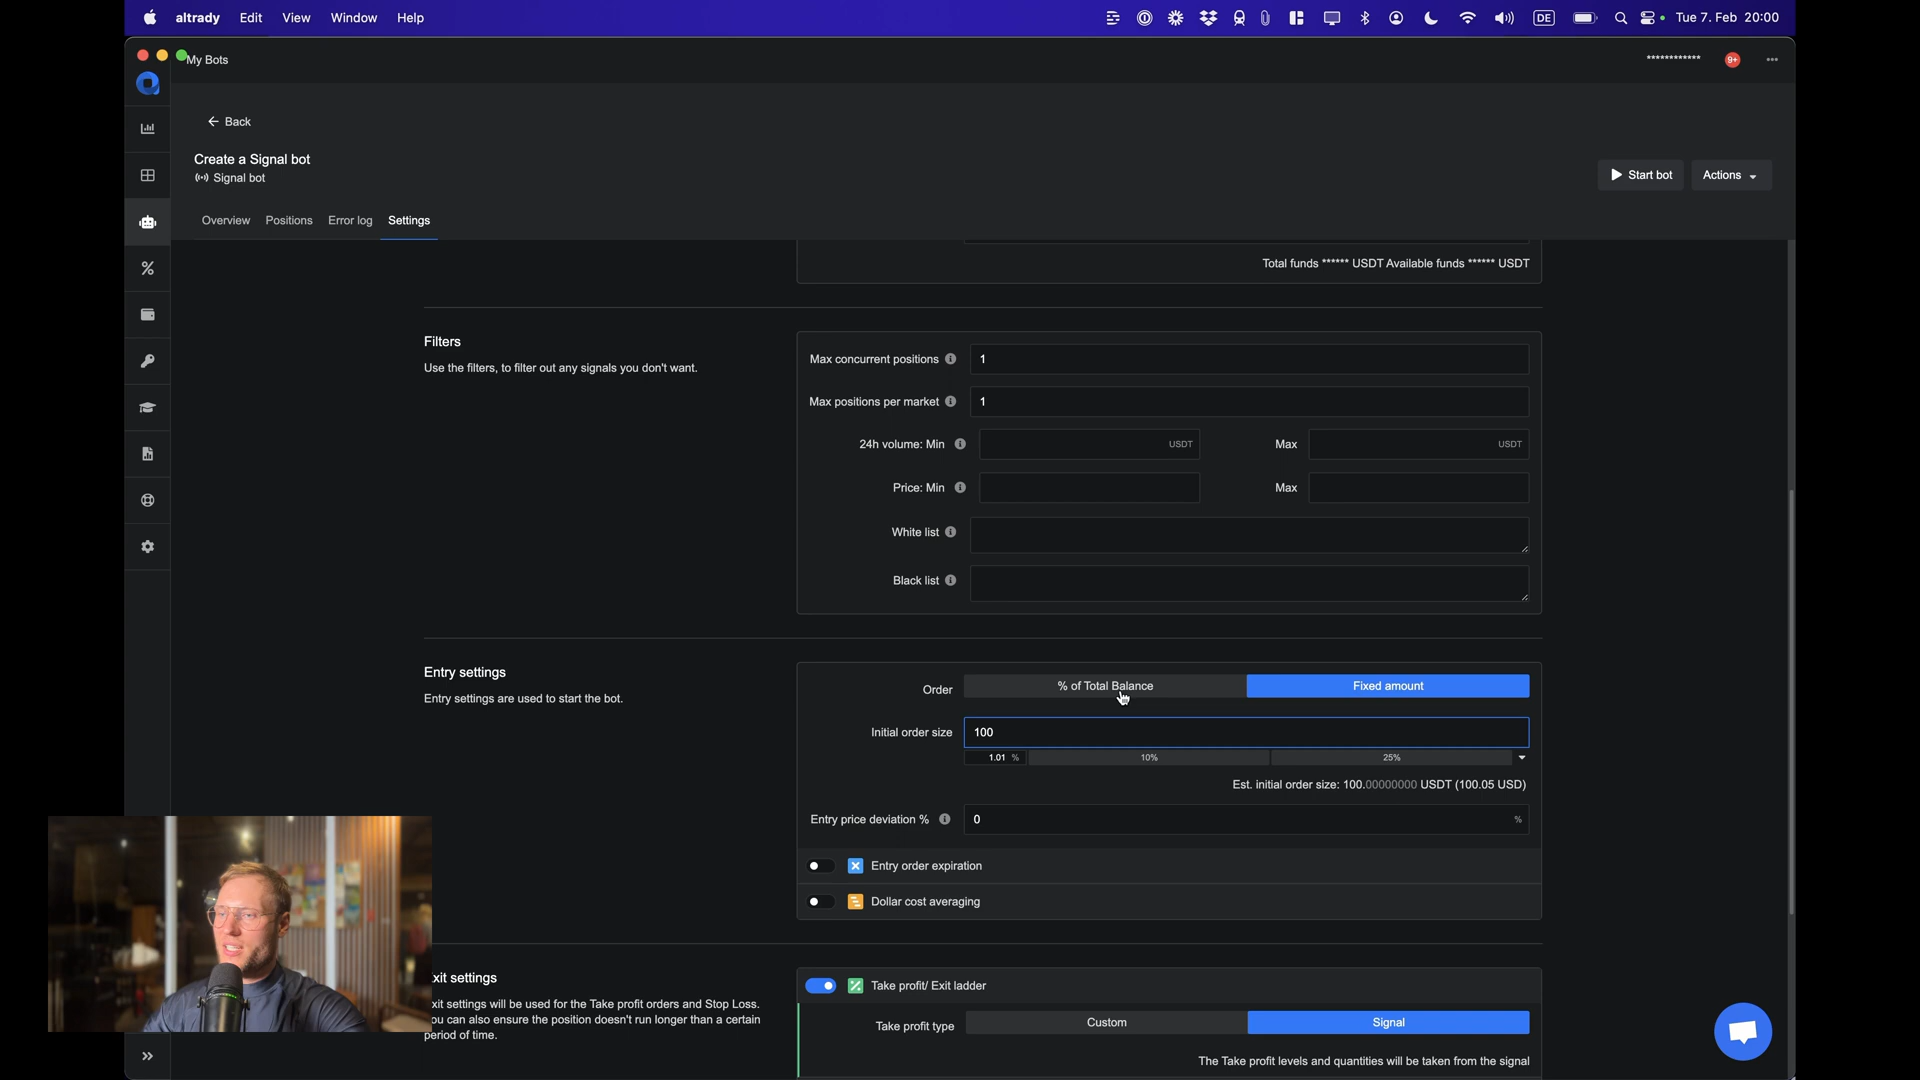 altrady Edit View Window Help
DE Tue 7. Feb 20:00
My Bots
************ 9+
Back
Create a Signal bot
Signal bot
Start bot Actions
Overview Positions Error log Settings
Total funds ****** USDT Available funds ****** USDT
Filters
Use the filters, to filter out any signals you don't want.
Max concurrent positions 1
Max positions per market 1
24h volume: Min USDT Max USDT
Price: Min Max
White list
Black list
Entry settings
Entry settings are used to start the bot.
Order % of Total Balance Fixed amount
Initial order size 100
1.01 % 10% 25%
Est. initial order size: 100.00000000 USDT (100.05 USD)
Entry price deviation % 0 %
Entry order expiration
Dollar cost averaging
xit settings
xit settings will be used for the Take profit orders and Stop Loss.
ou can also ensure the position doesn't run longer than a certain
period of time.
Take profit/ Exit ladder
Take profit type Custom Signal
The Take profit levels and quantities will be taken from the signal